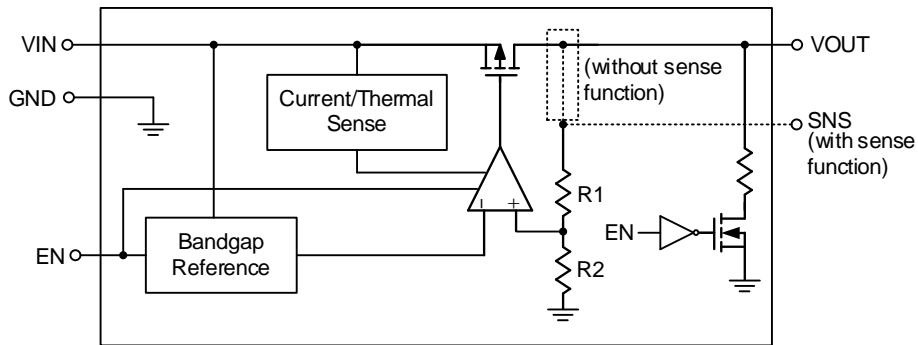 VIN
VOUT
(without sense
function)
GND
Current/Thermal
Sense
SNS
(with sense
function)
R1
EN
Bandgap
Reference
EN
R2